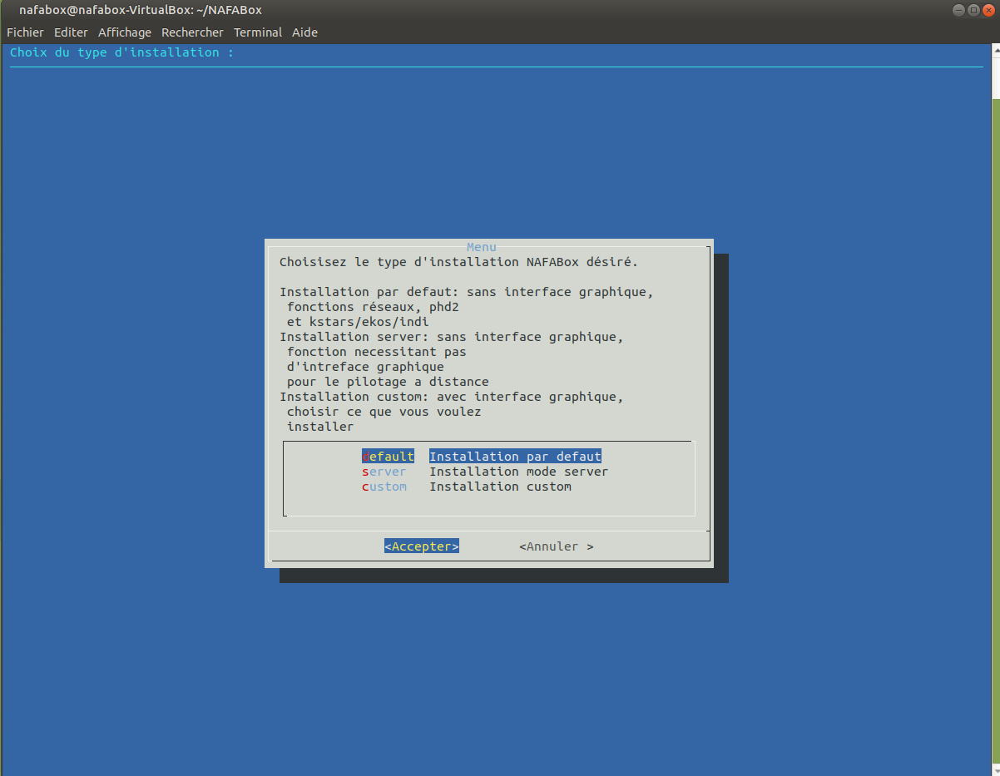 nafabox@nafabox-VirtualBox: ~/NAFABox
Fichier Editer Affichage Rechercher Terminal Aide
Choix du type d'installation :
Menu
Choisisez le type d'installation NAFABox désiré.
Installation par defaut: sans interface graphique,
fonctions réseaux, phd2
et kstars/ekos/indi
Installation server: sans interface graphique,
fonction necessitant pas
d'intreface graphique
pour le pilotage a distance
Installation custom: avec interface graphique,
choisir ce que vous voulez
installer
default Installation par defaut
server Installation mode server
custom Installation custom
<Accepter> <Annuler >